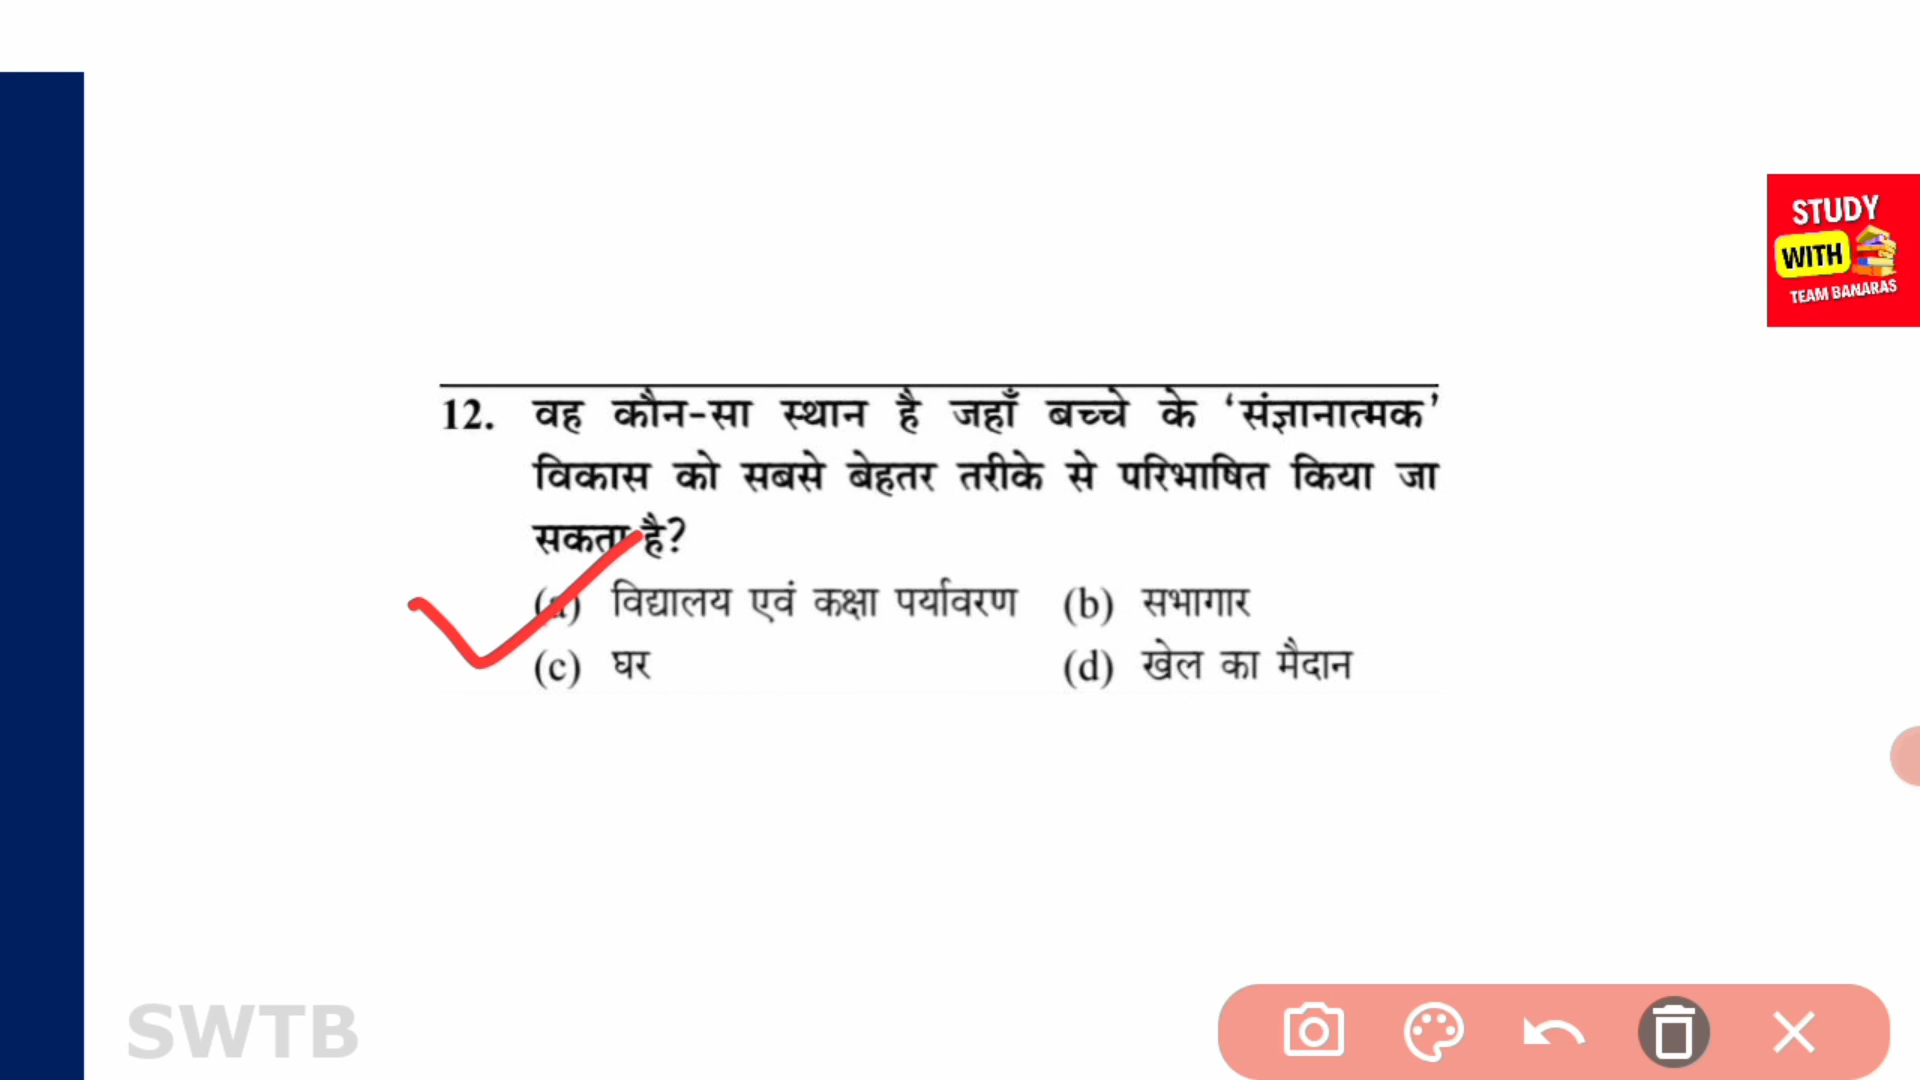 STUDY
WITH
TEAM BANARAS
12. वह कौन-सा स्थान है जहाँ बच्चे के ‘संज्ञानात्मक’
विकास को सबसे बेहतर तरीके से परिभाषित किया जा
सकता है?
(a) विद्यालय एवं कक्षा पर्यावरण (b) सभागार
(c) घर (d) खेल का मैदान
SWTB